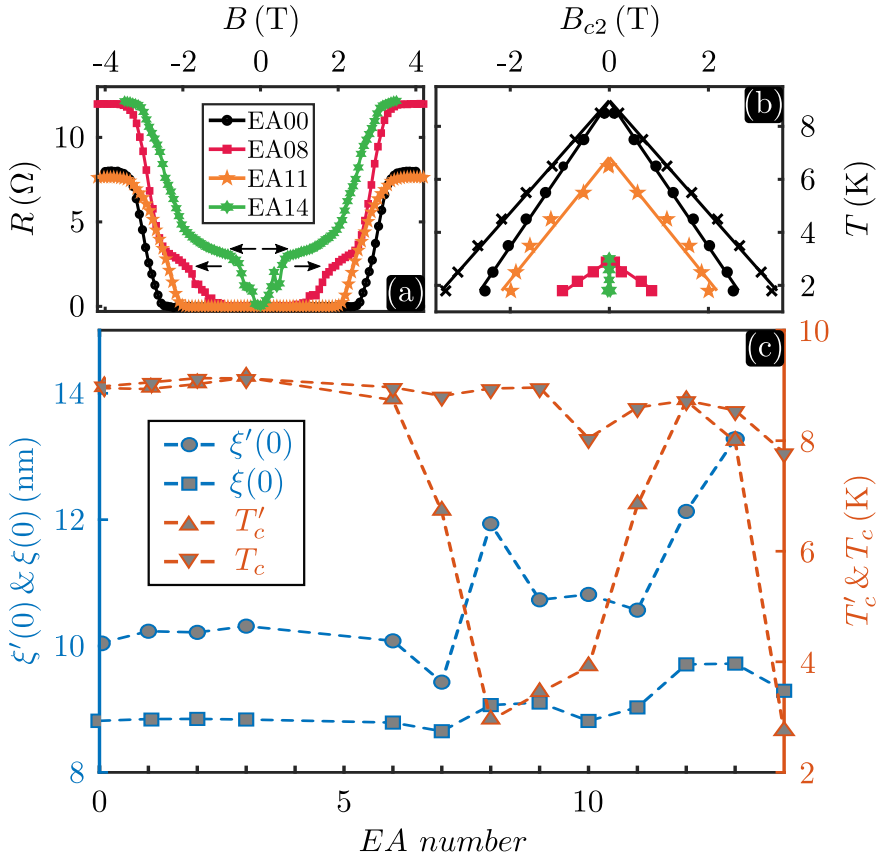 B (T) B_{c2} (T)
-4 -2 0 2 4 -2 0 2
R (Ω)
10
5
0
EA00
EA08
EA11
EA14
(a)
(b)
8
6
4
2
T (K)
(c)
ξ′(0) & ξ(0) (nm)
14
12
10
8
ξ′(0)
ξ(0)
T′_c
T_c
10
8
6
4
2
T′_c & T_c (K)
0 5 10
EA number